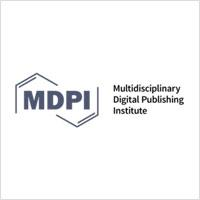 MDPI
Multidisciplinary
Digital Publishing
Institute